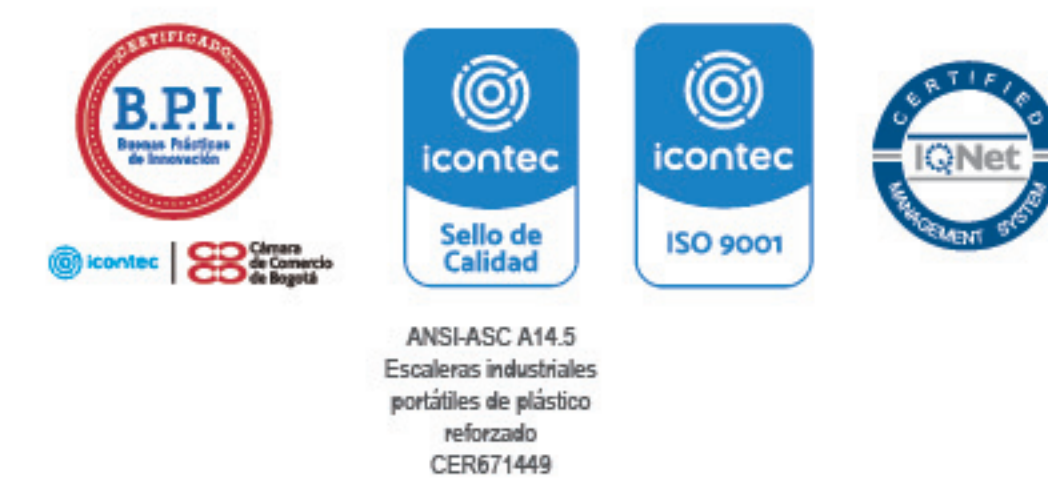 CERTIFICADO
B.P.I.
Buenas Prácticas
de Innovación
icontec
Cámara
de Comercio
de Bogotá
icontec
Sello de
Calidad
ANSI-ASC A14.5
Escaleras industriales
portátiles de plástico
reforzado
CER671449
icontec
ISO 9001
CERTIFIED
IQNet
MANAGEMENT SYSTEM